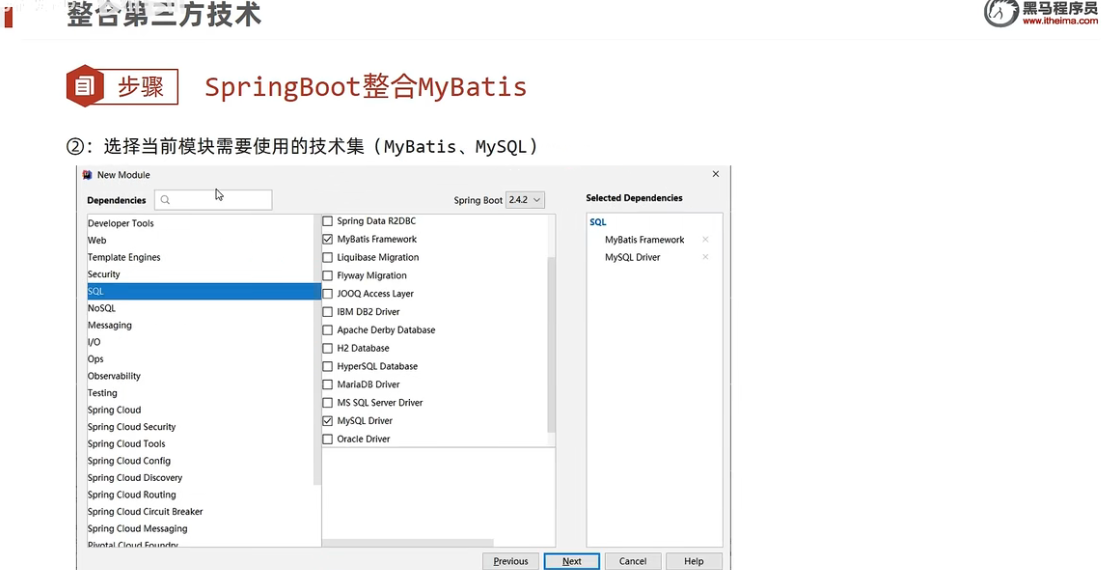 整合第三方技术
黑马程序员
www.itheima.com
步骤
SpringBoot整合MyBatis
②：选择当前模块需要使用的技术集（MyBatis、MySQL）
New Module
Dependencies
Spring Boot 2.4.2
Selected Dependencies
Developer Tools
Web
Template Engines
Security
SQL
NoSQL
Messaging
I/O
Ops
Observability
Testing
Spring Cloud
Spring Cloud Security
Spring Cloud Tools
Spring Cloud Config
Spring Cloud Discovery
Spring Cloud Routing
Spring Cloud Circuit Breaker
Spring Cloud Messaging
Pivotal Cloud Foundry
Spring Data R2DBC
MyBatis Framework
Liquibase Migration
Flyway Migration
JOOQ Access Layer
IBM DB2 Driver
Apache Derby Database
H2 Database
HyperSQL Database
MariaDB Driver
MS SQL Server Driver
MySQL Driver
Oracle Driver
SQL
MyBatis Framework
MySQL Driver
Previous
Next
Cancel
Help